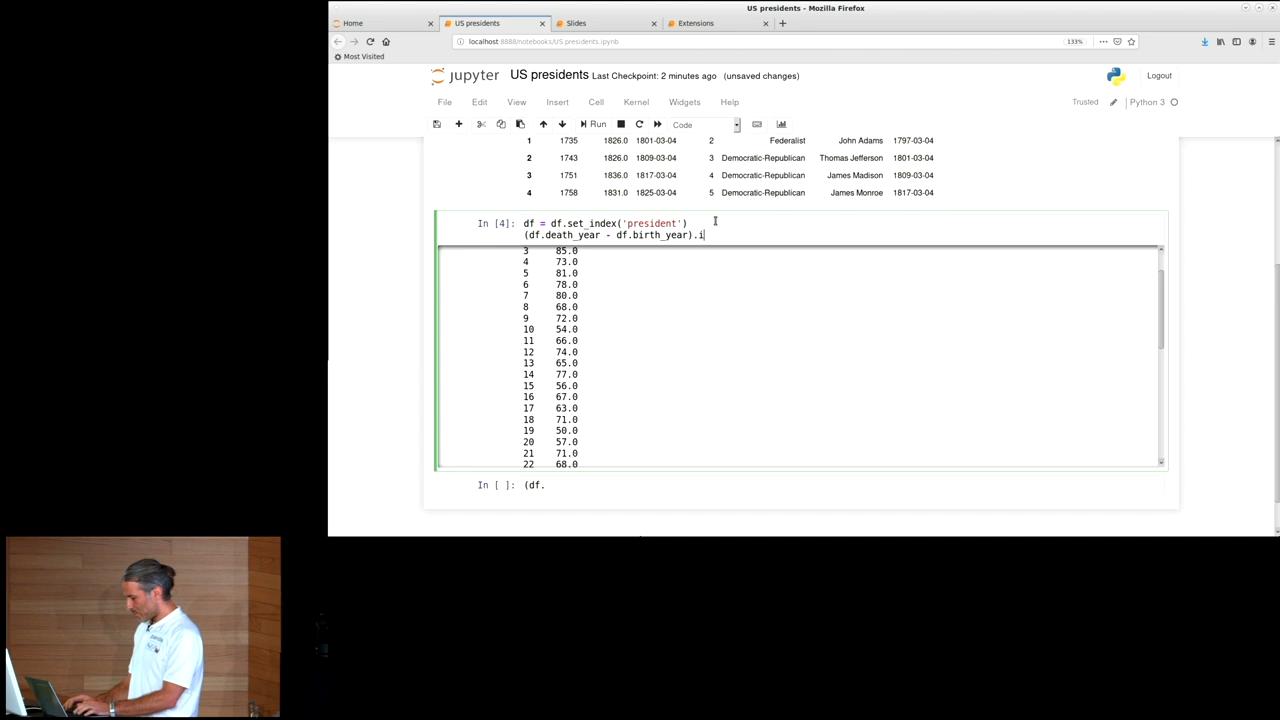 US presidents - Mozilla Firefox
Home
US presidents
Slides
Extensions
localhost:8888/notebooks/US presidents.ipynb
133%
Most Visited
jupyter US presidents Last Checkpoint: 2 minutes ago (unsaved changes)
Logout
File Edit View Insert Cell Kernel Widgets Help
Trusted
Python 3
Run
Code
1 1735 1826.0 1801-03-04 2 Federalist John Adams 1797-03-04
2 1743 1826.0 1809-03-04 3 Democratic-Republican Thomas Jefferson 1801-03-04
3 1751 1836.0 1817-03-04 4 Democratic-Republican James Madison 1809-03-04
4 1758 1831.0 1825-03-04 5 Democratic-Republican James Monroe 1817-03-04
In [4]: df = df.set_index('president')
(df.death_year - df.birth_year).i
3 85.0
4 73.0
5 81.0
6 78.0
7 80.0
8 68.0
9 72.0
10 54.0
11 66.0
12 74.0
13 65.0
14 77.0
15 56.0
16 67.0
17 63.0
18 71.0
19 50.0
20 57.0
21 71.0
22 68.0
In [ ]: (df.